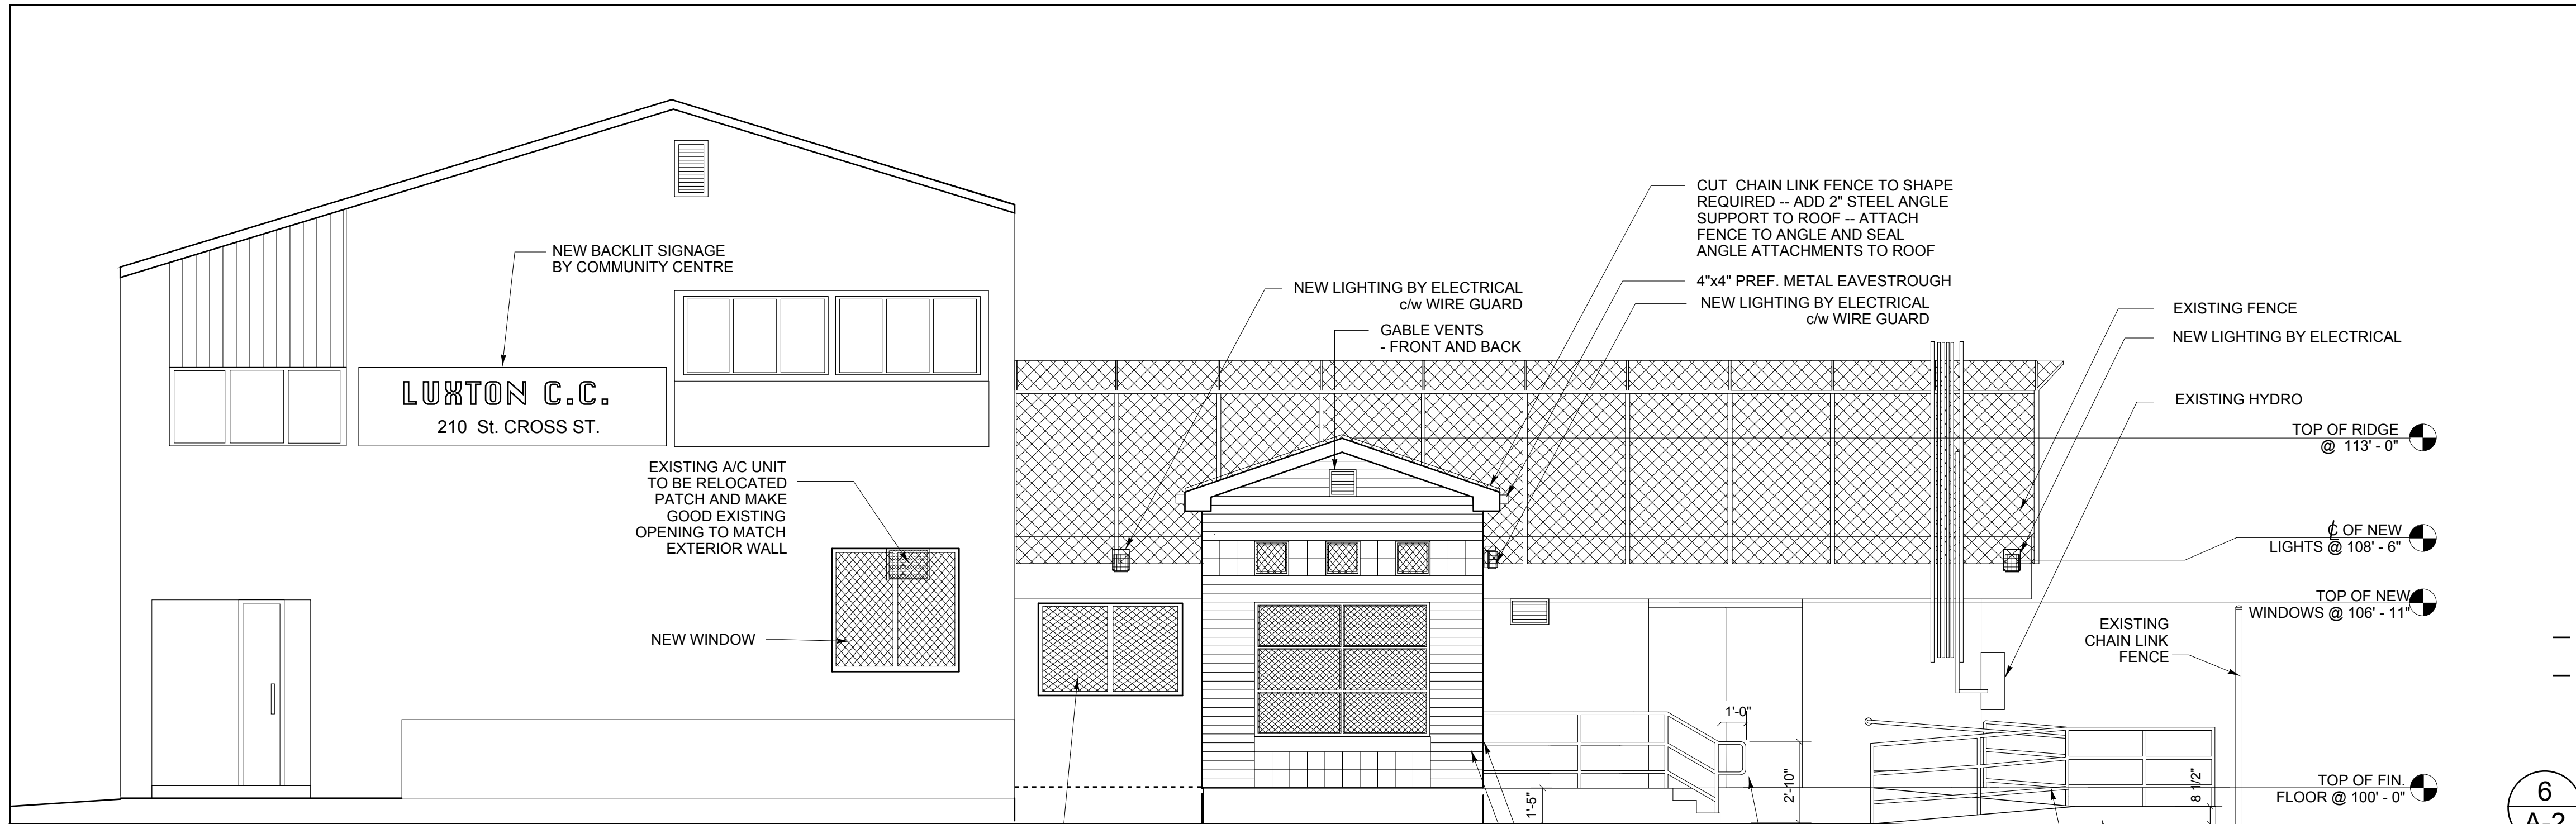 NEW BACKLIT SIGNAGE
BY COMMUNITY CENTRE
LUXTON C.C.
210 St. CROSS ST.
EXISTING A/C UNIT
TO BE RELOCATED
PATCH AND MAKE
GOOD EXISTING
OPENING TO MATCH
EXTERIOR WALL
NEW WINDOW
NEW LIGHTING BY ELECTRICAL
c/w WIRE GUARD
GABLE VENTS
- FRONT AND BACK
CUT CHAIN LINK FENCE TO SHAPE
REQUIRED -- ADD 2" STEEL ANGLE
SUPPORT TO ROOF -- ATTACH
FENCE TO ANGLE AND SEAL
ANGLE ATTACHMENTS TO ROOF
4"x4" PREF. METAL EAVESTROUGH
NEW LIGHTING BY ELECTRICAL
c/w WIRE GUARD
EXISTING FENCE
NEW LIGHTING BY ELECTRICAL
EXISTING HYDRO
TOP OF RIDGE
@ 113' - 0"
℄ OF NEW
LIGHTS @ 108' - 6"
TOP OF NEW
WINDOWS @ 106' - 11"
EXISTING
CHAIN LINK
FENCE
1'-0"
2'-10"
1'-5"
8 1/2"
TOP OF FIN.
FLOOR @ 100' - 0"
6
A-2